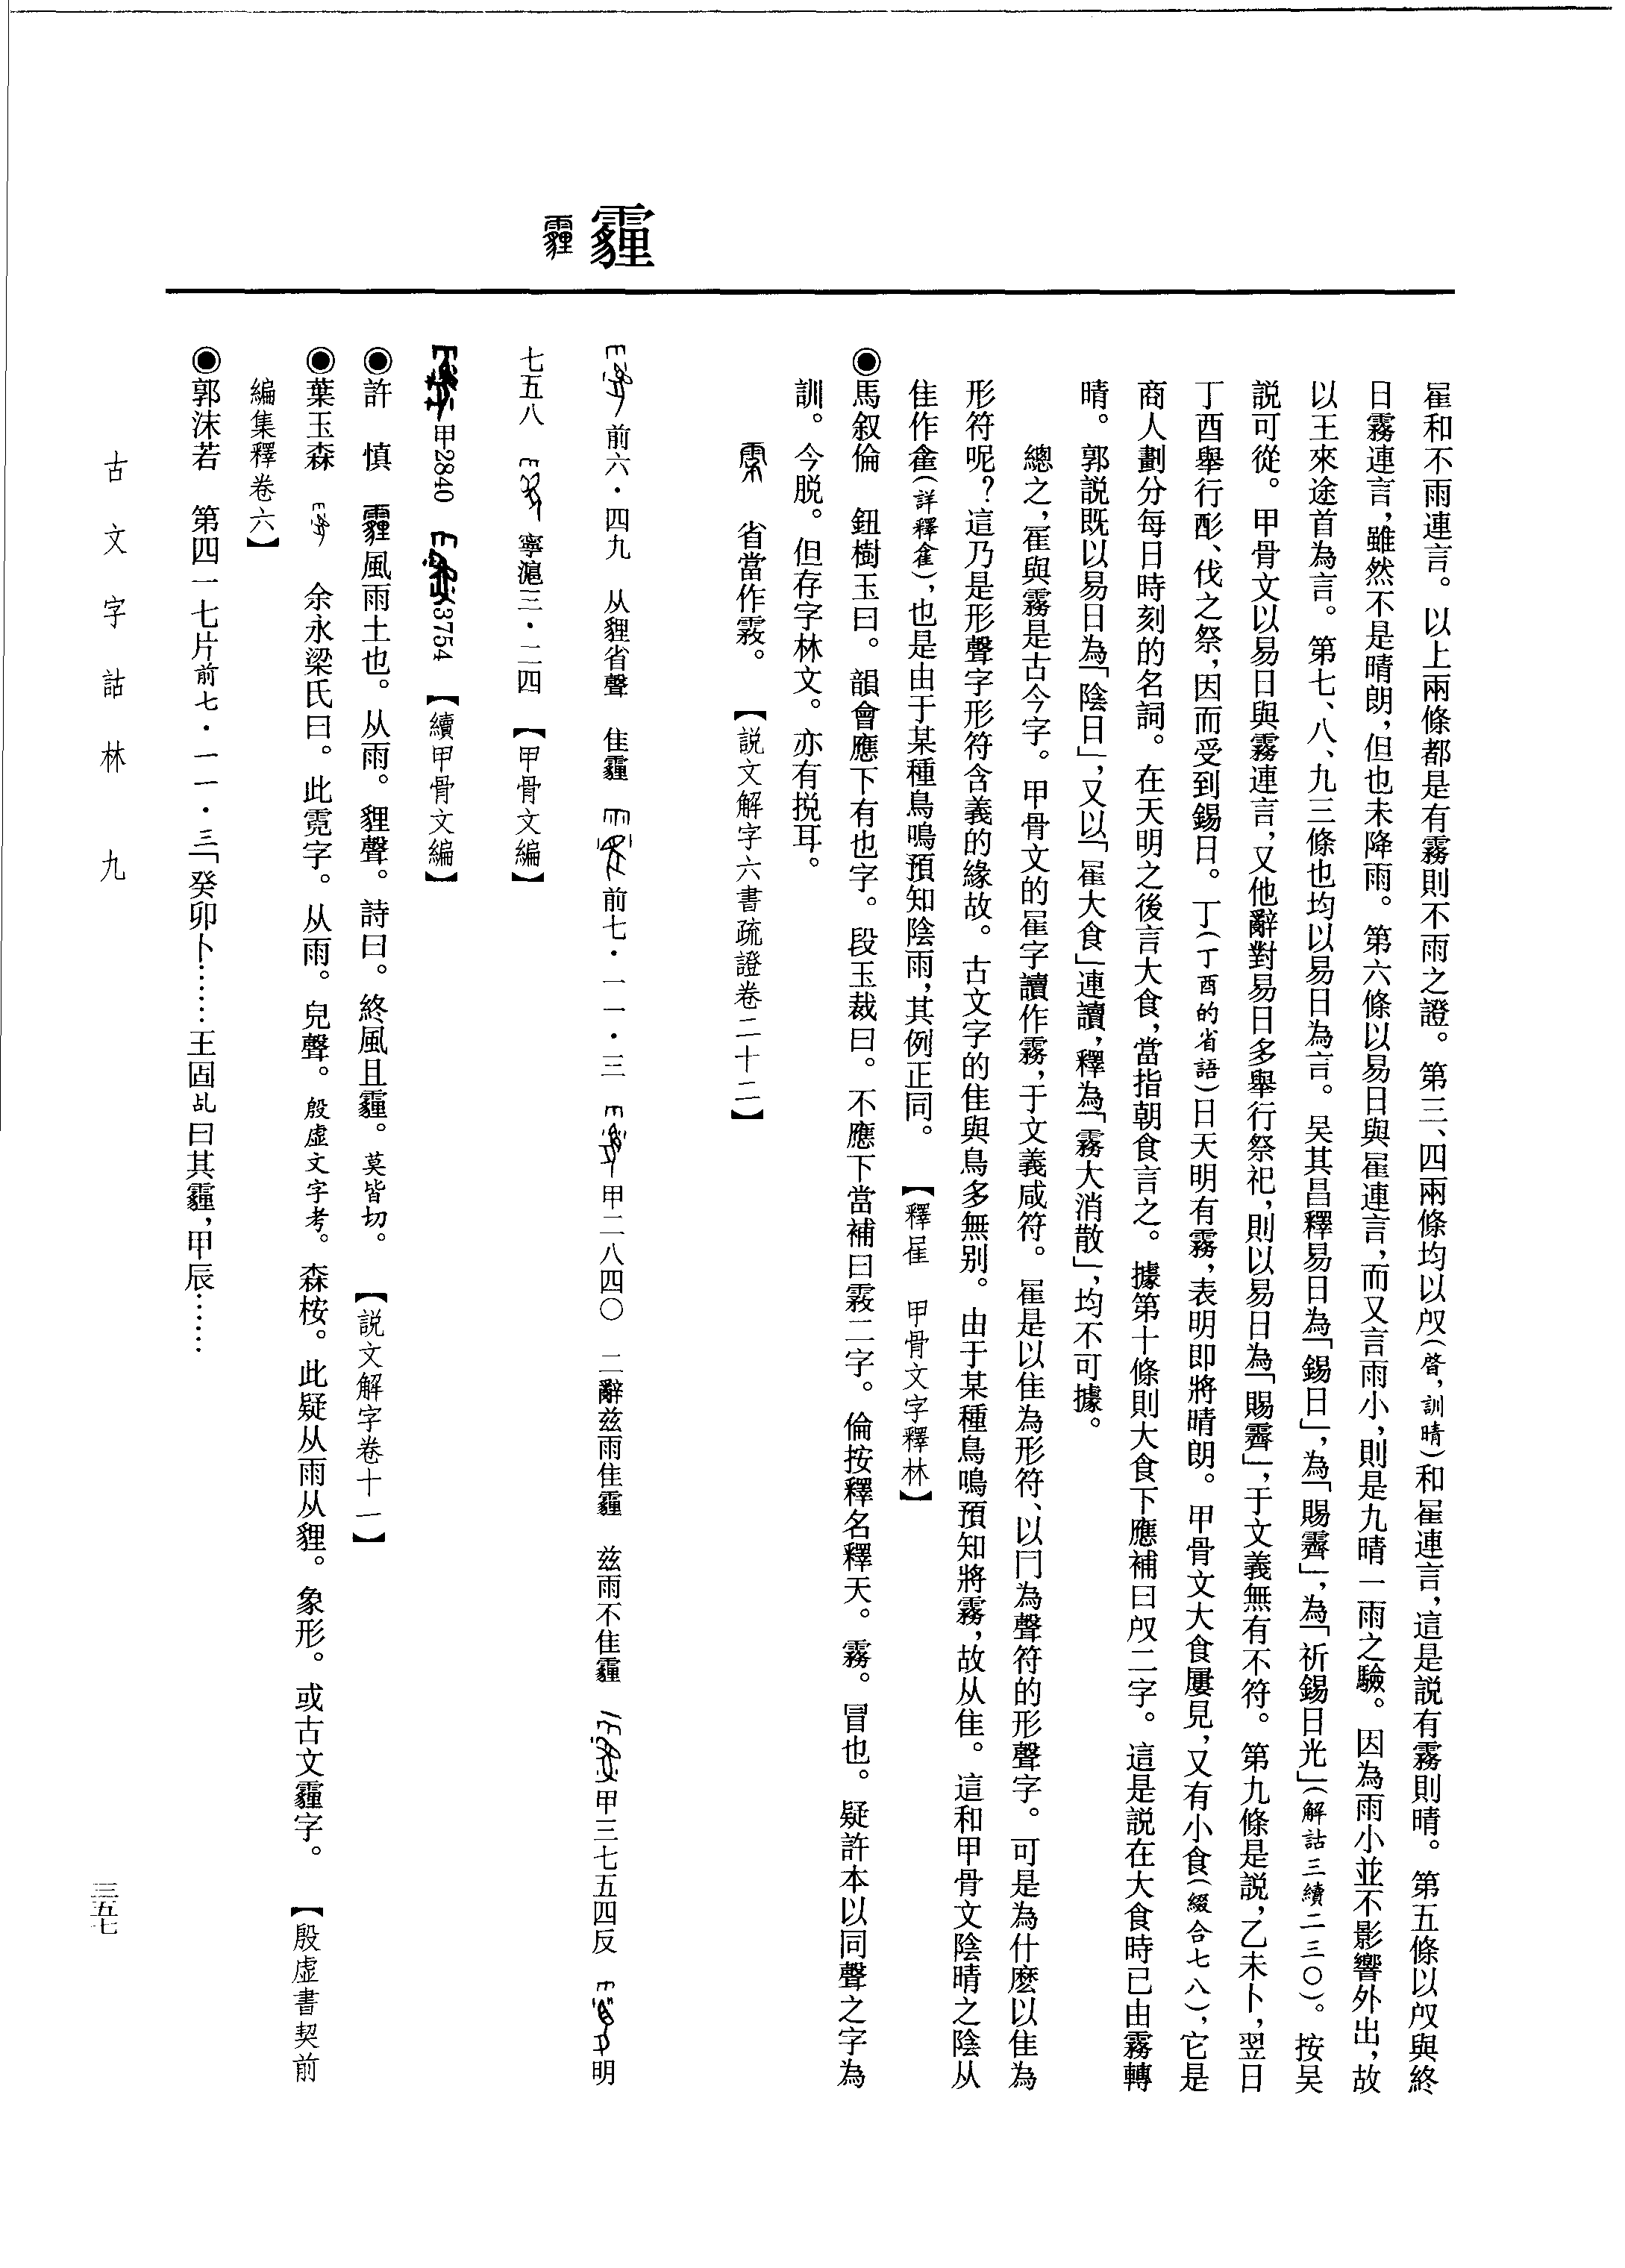 霾
霾
雈和不雨連言。以上兩條都是有霧則不雨之證。第三、四兩條均以啟(啓,訓晴)和雈連言,這是説有霧則晴。第五條以啟與終
日霧連言,雖然不是晴朗,但也未降雨。第六條以易日與雈連言,而又言雨小,則是九晴一雨之驗。因為雨小並不影響外出,故
以王來途首為言。第七、八、九三條也均以易日為言。吴其昌釋易日為「錫日」,為「賜霽」,為「祈錫日光」(解詁三續二三〇)。按吴
説可從。甲骨文以易日與霧連言,又他辭對易日多舉行祭祀,則以易日為「賜霽」,于文義無有不符。第九條是説,乙未卜,翌日
丁酉舉行酌、伐之祭,因而受到錫日。丁(丁酉的省語)日天明有霧,表明即將晴朗。甲骨文大食屢見,又有小食(綴合七八),它是
商人劃分每日時刻的名詞。在天明之後言大食,當指朝食言之。據第十條則大食下應補曰啟二字。這是説在大食時已由霧轉
晴。郭説既以易日為「陰日」,又以「雈大食」連讀,釋為「霧大消散」,均不可據。
總之,雈與霧是古今字。甲骨文的雈字讀作霧,于文義咸符。雈是以隹為形符、以冂為聲符的形聲字。可是為什麽以隹為
形符呢?這乃是形聲字形符含義的緣故。古文字的隹與鳥多無别。由于某種鳥鳴預知將霧,故从隹。這和甲骨文陰晴之陰从
隹作雂(詳釋雂),也是由于某種鳥鳴預知陰雨,其例正同。【釋雈 甲骨文字釋林】
◉馬叙倫 鈕樹玉曰。韻會應下有也字。段玉裁曰。不應下當補曰霚二字。倫按釋名釋天。霧。冒也。疑許本以同聲之字為
訓。今脱。但存字林文。亦有挩耳。
省當作霚。【説文解字六書疏證卷二十二】
前六·四九 从貍省聲 隹霾 前七·一一·三 甲二八四〇 二辭兹雨隹霾 兹雨不隹霾 甲三七五四反 明
七五八 寧滬三·二四【甲骨文編】
甲2840 3754【續甲骨文編】
◉許 慎 霾風雨土也。从雨。貍聲。詩曰。終風且霾。莫皆切。【説文解字卷十一】
◉葉玉森 余永梁氏曰。此霓字。从雨。兒聲。殷虚文字考。森桉。此疑从雨从貍。象形。或古文霾字。【殷虚書契前
編集釋卷六】
◉郭沫若 第四一七片前七·一一·三「癸卯卜……王固乩曰其霾,甲辰……
古文字詁林 九
三五七